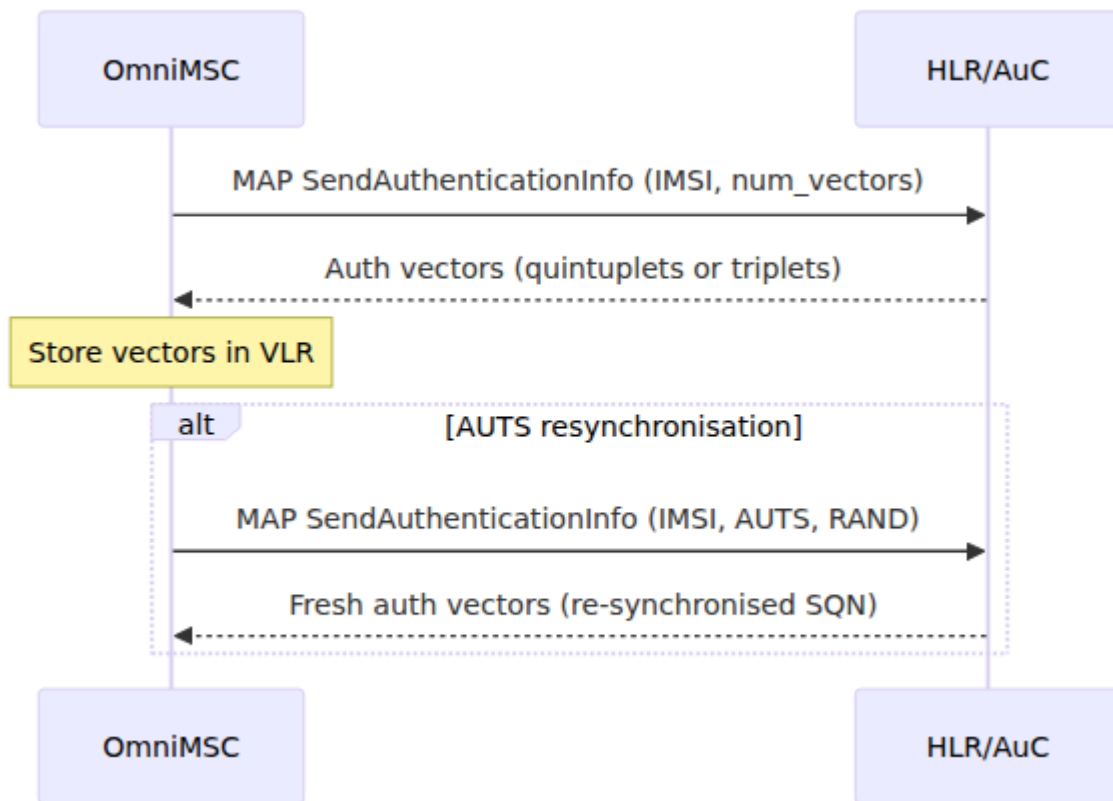 OmniMSC
HLR/AuC
MAP SendAuthenticationInfo (IMSI, num_vectors)
Auth vectors (quintuplets or triplets)
Store vectors in VLR
alt
[AUTS resynchronisation]
MAP SendAuthenticationInfo (IMSI, AUTS, RAND)
Fresh auth vectors (re-synchronised SQN)
OmniMSC
HLR/AuC